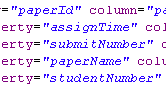 ="paperId" column="pa
erty="assignTime" co
erty="submitNumber" c
erty="paperName" colu
erty="studentNumber"